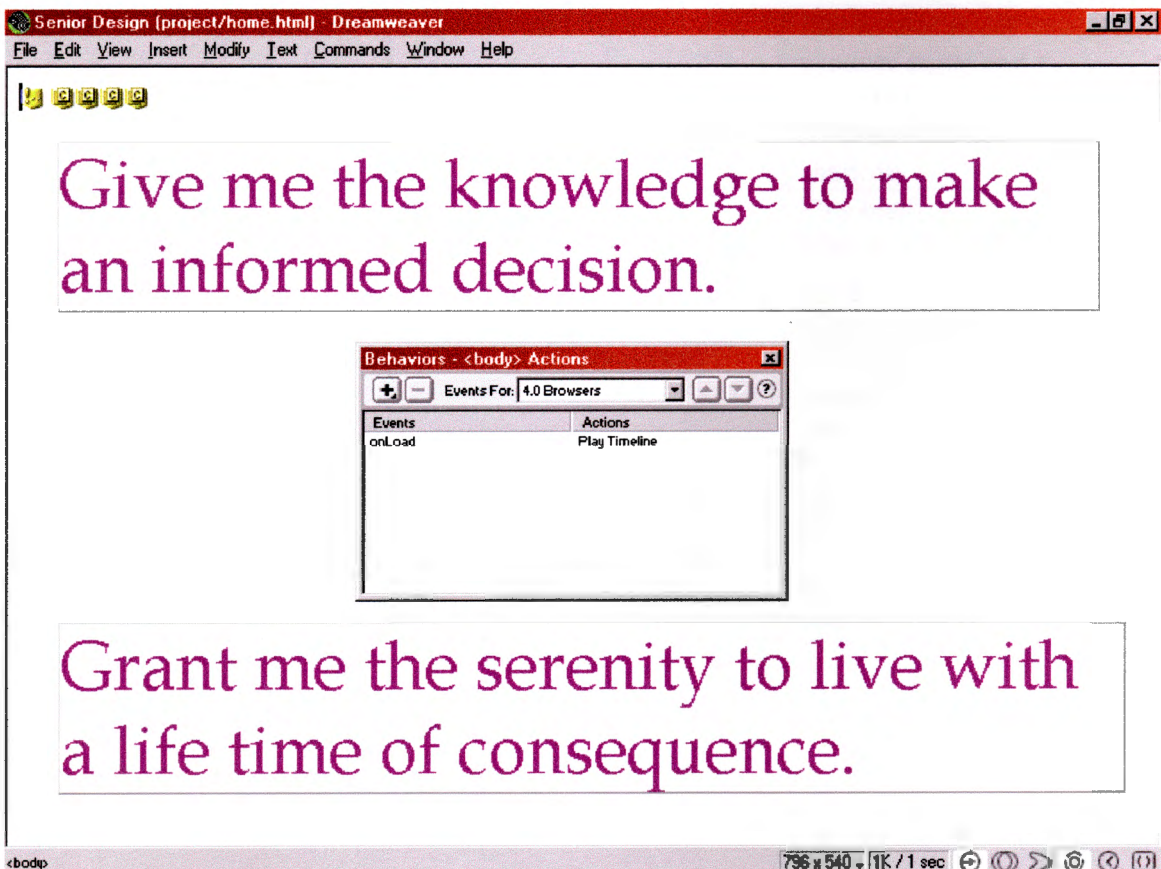 Senior Design (project/home.html) - Dreamweaver
File Edit View Insert Modify Text Commands Window Help
C C C C
Give me the knowledge to make
an informed decision.
Behaviors - <body> Actions
Events For: 4.0 Browsers
Events Actions
onLoad Play Timeline
Grant me the serenity to live with
a life time of consequence.
<body> 796 x 540 1K / 1 sec